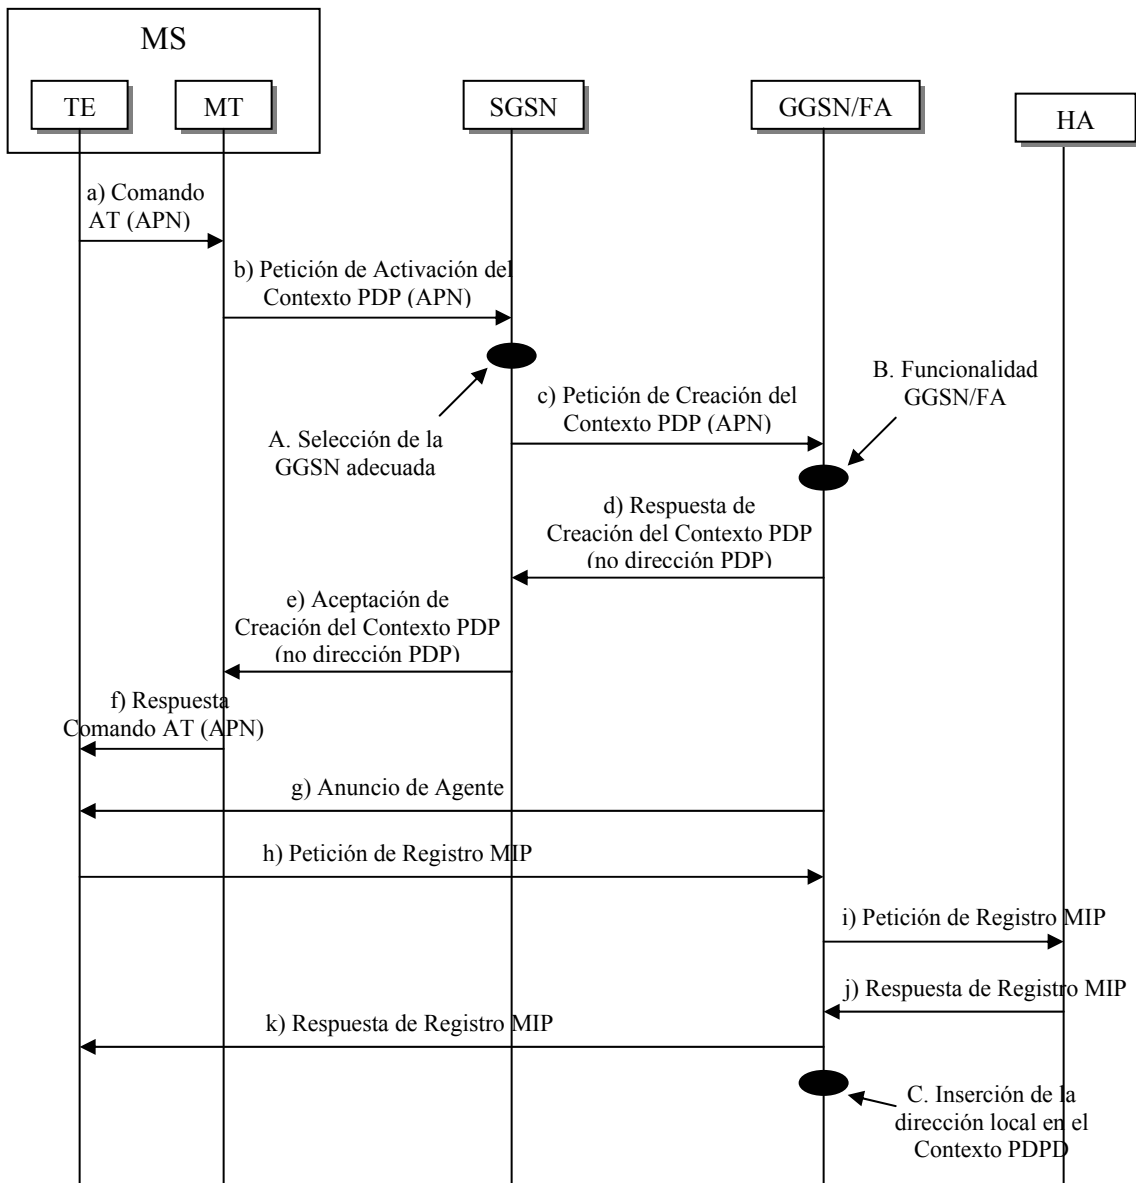 MS
TE
MT
SGSN
GGSN/FA
HA
a) Comando
AT (APN)
b) Petición de Activación del
Contexto PDP (APN)
A. Selección de la
GGSN adecuada
c) Petición de Creación del
Contexto PDP (APN)
B. Funcionalidad
GGSN/FA
d) Respuesta de
Creación del Contexto PDP
(no dirección PDP)
e) Aceptación de
Creación del Contexto PDP
(no dirección PDP)
f) Respuesta
Comando AT (APN)
g) Anuncio de Agente
h) Petición de Registro MIP
i) Petición de Registro MIP
j) Respuesta de Registro MIP
k) Respuesta de Registro MIP
C. Inserción de la
dirección local en el
Contexto PDPD